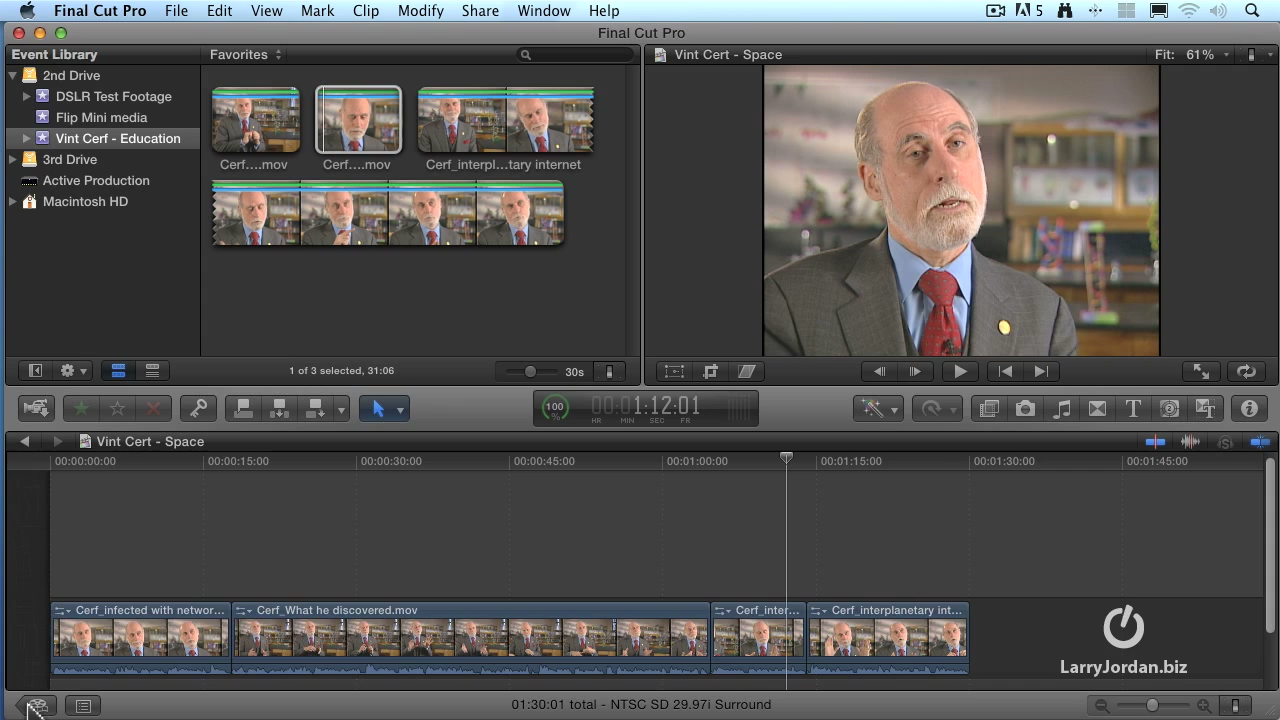 Final Cut Pro File Edit View Mark Clip Modify Share Window Help 5
Final Cut Pro
Event Library
Favorites
Vint Cert - Space
Fit: 61%
2nd Drive
DSLR Test Footage
Flip Mini media
Vint Cerf - Education
3rd Drive
Active Production
Macintosh HD
Cerf....mov
Cerf....mov
Cerf_interpl...tary internet
1 of 3 selected, 31:06
30s
100
%
00:01:12:01
HR MIN SEC FR
Vint Cert - Space
00:00:00:00 00:00:15:00 00:00:30:00 00:00:45:00 00:01:00:00 00:01:15:00 00:01:30:00 00:01:45:00
Cerf_infected with networ...
Cerf_What he discovered.mov
Cerf_inter...
Cerf_interplanetary int...
LarryJordan.biz
01:30:01 total - NTSC SD 29.97i Surround